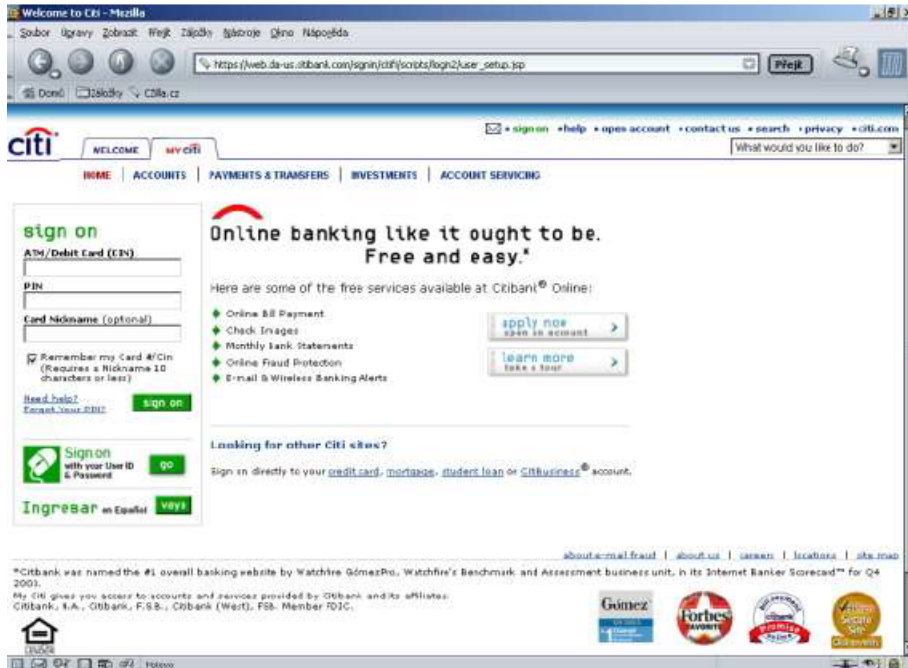 Welcome to Citi - Mozilla
Soubor Úpravy Zobrazit Přejít Záložky Nástroje Okno Nápověda
https://web.da-us.citibank.com/signin/citifi/scripts/login2/user_setup.jsp
Přejít
Domů Záložky CZilla.cz
citi
WELCOME MY citi
sign on help open account contact us search privacy citi.com
What would you like to do?
HOME ACCOUNTS PAYMENTS & TRANSFERS INVESTMENTS ACCOUNT SERVICING
sign on
ATM/Debit Card (CIN)
PIN
Card Nickname (optional)
Remember my Card #/Cin
(Requires a Nickname 10
characters or less)
Need help?
Forgot Your PIN?
sign on
Sign on
with your User ID
& Password
go
Ingresar en Español
vaya
Online banking like it ought to be.
Free and easy.*
Here are some of the free services available at Citibank® Online:
Online Bill Payment
Check Images
Monthly Bank Statements
Online Fraud Protection
E-mail & Wireless Banking Alerts
apply now
open an account
learn more
take a tour
Looking for other Citi sites?
Sign on directly to your credit card, mortgage, student loan or CitiBusiness® account.
about e-mail fraud | about us | careers | locations | site map
*Citibank was named the #1 overall banking website by Watchfire GómezPro, Watchfire's Benchmark and Assessment business unit, in its Internet Banker Scorecard™ for Q4
2003.
My Citi gives you access to accounts and services provided by Citibank and its affiliates.
Citibank, N.A., Citibank, F.S.B., Citibank (West), FSB. Member FDIC.
Gómez
Forbes
FAVORITE
bill payment
citibank
Promise
VeriSign
Secure
Site
Click to verify
Hotovo